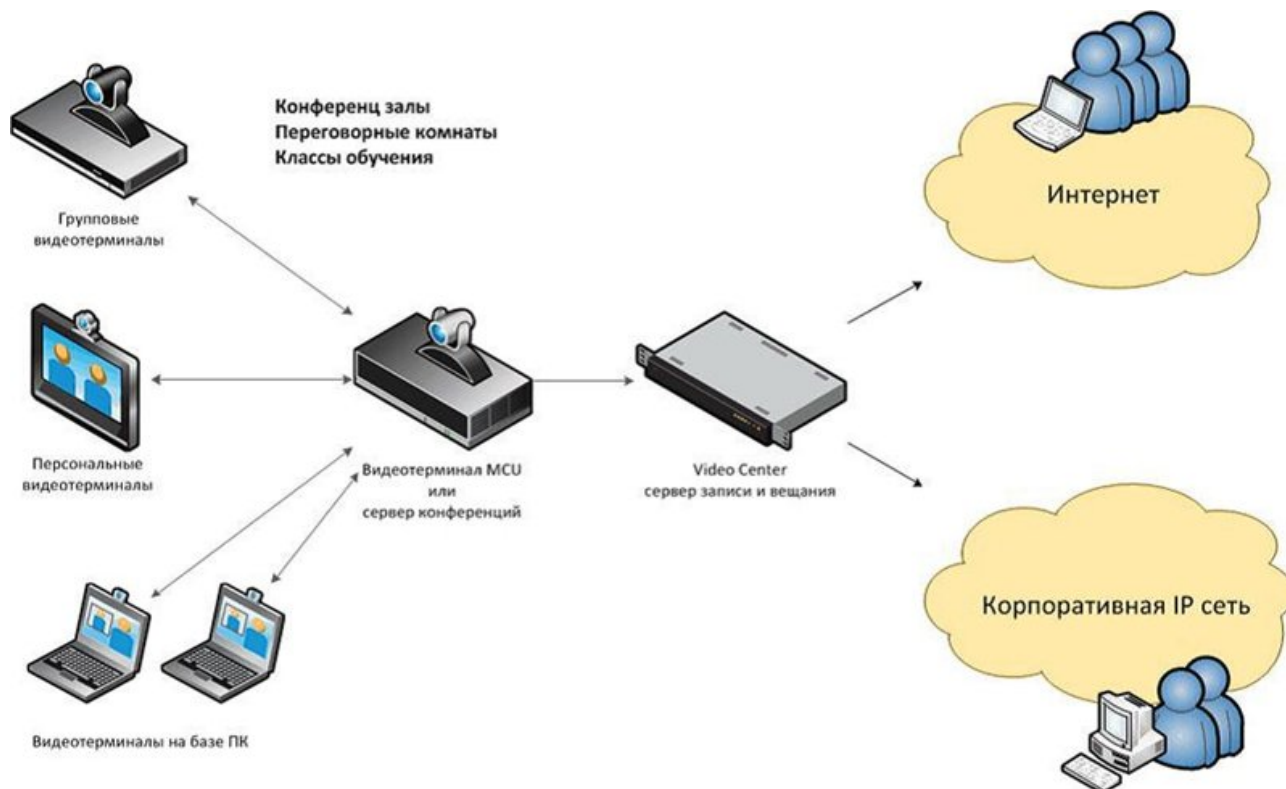 Конференц залы
Переговорные комнаты
Классы обучения
Групповые
видеотерминалы
Интернет
Персональные
видеотерминалы
Видеотерминал MCU
или
сервер конференций
Video Center
сервер записи и вещания
Корпоративная IP сеть
Видеотерминалы на базе ПК